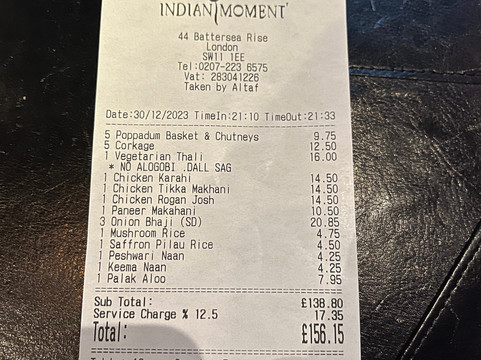 INDIAN MOMENT
44 Battersea Rise
London
SW11 1EE
Tel:0207-223 6575
Vat: 283041226
Taken by Altaf
Date:30/12/2023 TimeIn:21:10 TimeOut:21:33
5 Poppadum Basket & Chutneys 9.75
5 Corkage 12.50
1 Vegetarian Thali 16.00
* NO ALOGOBI .DALL SAG
1 Chicken Karahi 14.50
1 Chicken Tikka Makhani 14.50
1 Chicken Rogan Josh 14.50
1 Paneer Makahani 10.50
3 Onion Bhaji (SD) 20.85
1 Mushroom Rice 4.75
1 Saffron Pilau Rice 4.50
1 Peshwari Naan 4.25
1 Keema Naan 4.25
1 Palak Aloo 7.95
Sub Total: £138.80
Service Charge % 12.5 17.35
Total: £156.15